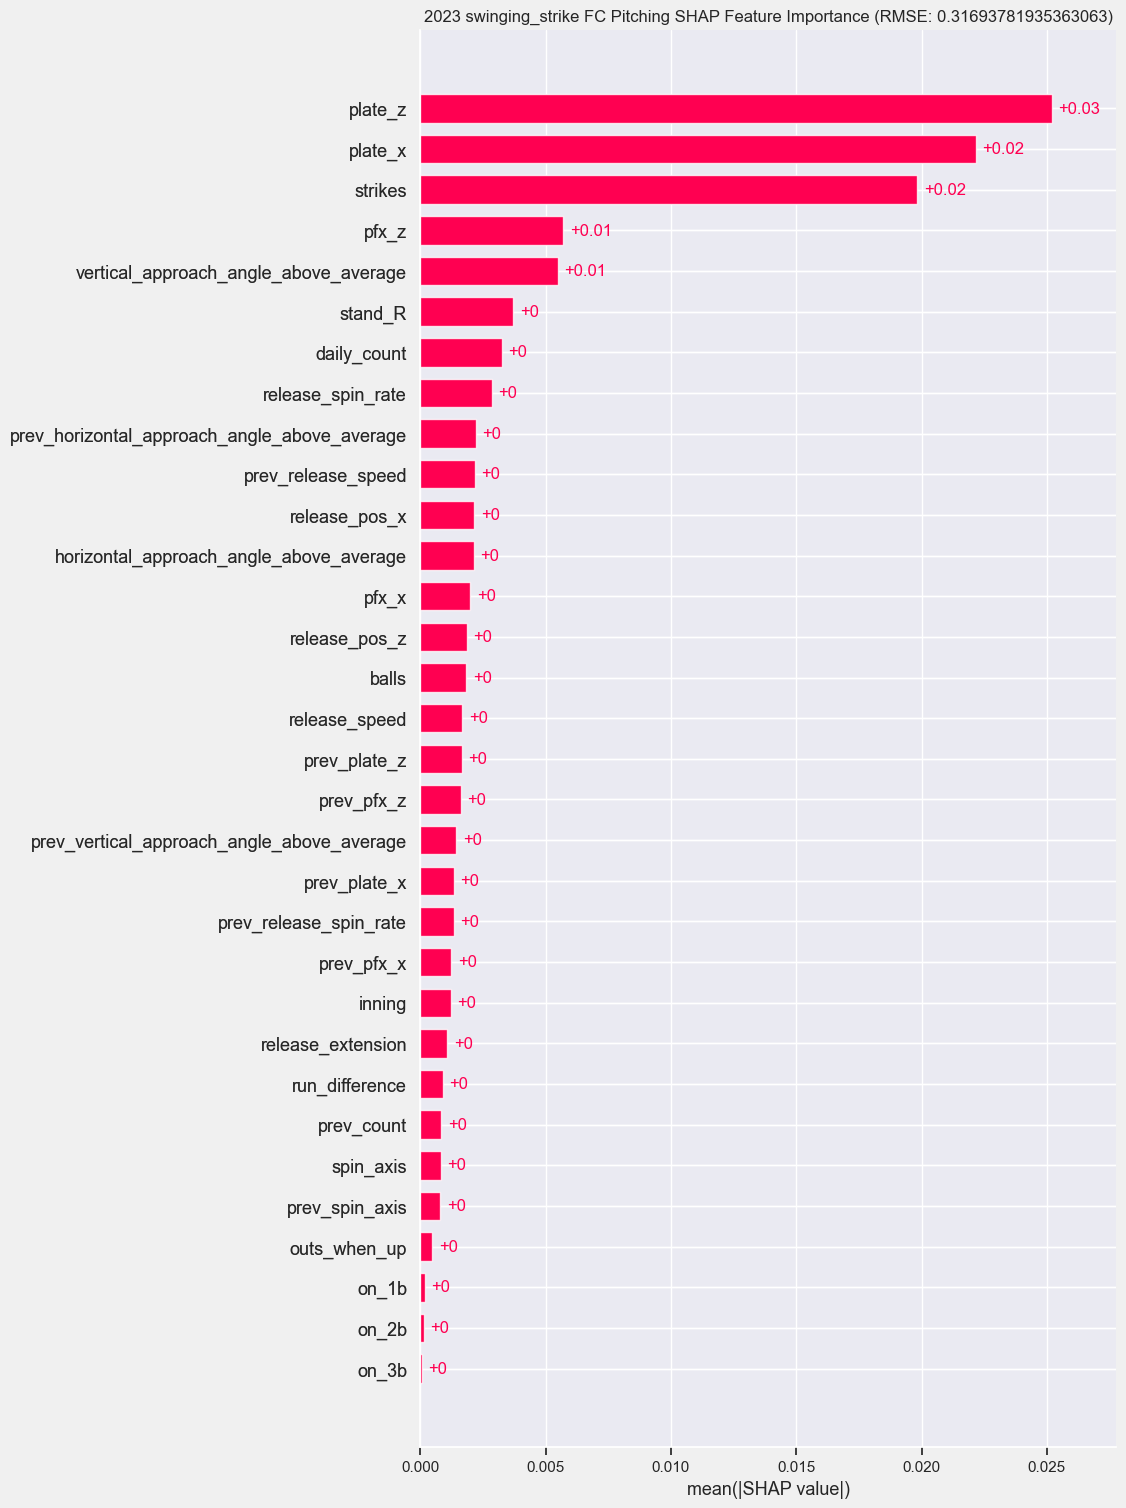 2023 swinging_strike FC Pitching SHAP Feature Importance (RMSE: 0.31693781935363063)
plate_z +0.03
plate_x +0.02
strikes +0.02
pfx_z +0.01
vertical_approach_angle_above_average +0.01
stand_R +0
daily_count +0
release_spin_rate +0
prev_horizontal_approach_angle_above_average +0
prev_release_speed +0
release_pos_x +0
horizontal_approach_angle_above_average +0
pfx_x +0
release_pos_z +0
balls +0
release_speed +0
prev_plate_z +0
prev_pfx_z +0
prev_vertical_approach_angle_above_average +0
prev_plate_x +0
prev_release_spin_rate +0
prev_pfx_x +0
inning +0
release_extension +0
run_difference +0
prev_count +0
spin_axis +0
prev_spin_axis +0
outs_when_up +0
on_1b +0
on_2b +0
on_3b +0
0.000 0.005 0.010 0.015 0.020 0.025
mean(|SHAP value|)